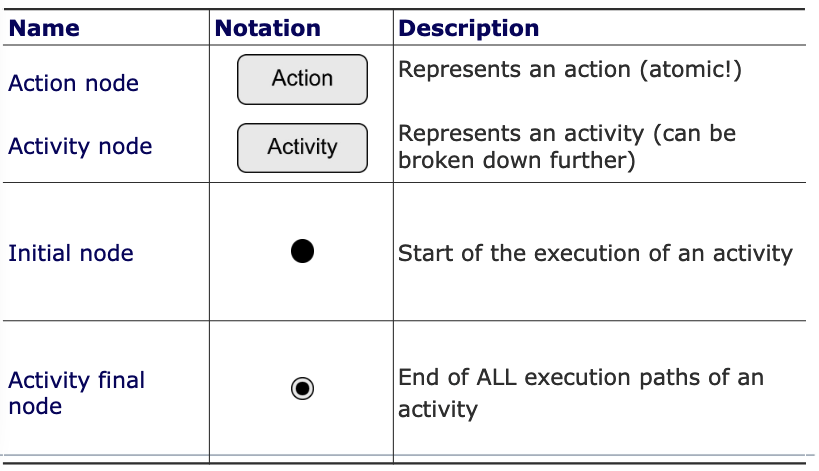 Name Notation Description
Action node Action Represents an action (atomic!)
Activity node Activity Represents an activity (can be
broken down further)
Initial node Start of the execution of an activity
Activity final
node
End of ALL execution paths of an
activity